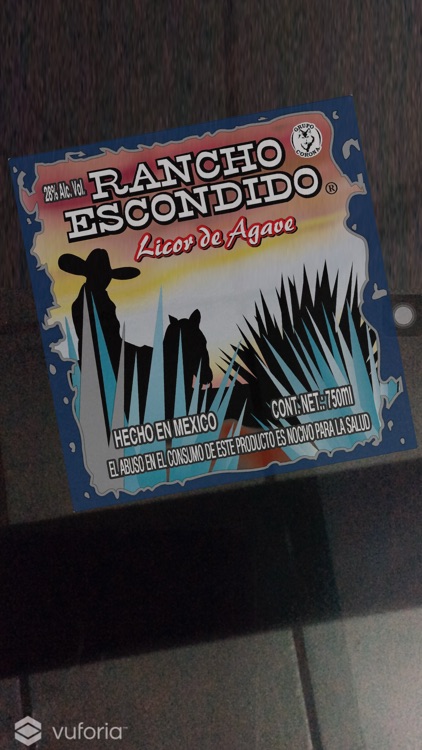 28% Alc. Vol.
RANCHO
ESCONDIDO ®
GRUPO
CORONA
Licor de Agave
HECHO EN MEXICO
CONT. NET.: 750ml
EL ABUSO EN EL CONSUMO DE ESTE PRODUCTO ES NOCIVO PARA LA SALUD
vuforia™